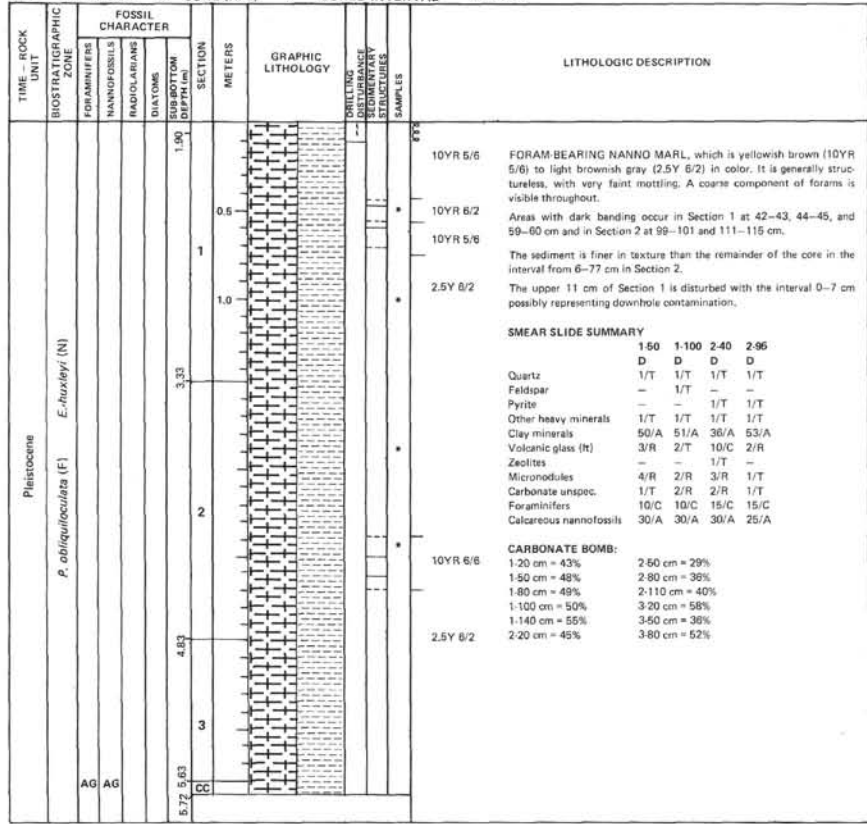 TIME – ROCK UNIT
BIOSTRATIGRAPHIC ZONE
FOSSIL CHARACTER
FORAMINIFERS
NANNOFOSSILS
RADIOLARIANS
DIATOMS
SUB-BOTTOM DEPTH (m)
SECTION
METERS
GRAPHIC LITHOLOGY
DRILLING DISTURBANCE
SEDIMENTARY STRUCTURES
SAMPLES
LITHOLOGIC DESCRIPTION
Pleistocene
P. obliquiloculata (F) E. huxleyi (N)
AG AG
1.90
3.33
4.83
5.63
5.72
1
2
3
CC
0.5
1.0
*
*
*
*
10YR 5/6
10YR 6/2
10YR 5/6
2.5Y 6/2
10YR 6/6
2.5Y 6/2
FORAM-BEARING NANNO MARL, which is yellowish brown (10YR
5/6) to light brownish gray (2.5Y 6/2) in color. It is generally struc-
tureless, with very faint mottling. A coarse component of forams is
visible throughout.
Areas with dark banding occur in Section 1 at 42–43, 44–45, and
59–60 cm and in Section 2 at 99–101 and 111–115 cm.
The sediment is finer in texture than the remainder of the core in the
interval from 6–77 cm in Section 2.
The upper 11 cm of Section 1 is disturbed with the interval 0–7 cm
possibly representing downhole contamination.
SMEAR SLIDE SUMMARY
1-50 1-100 2-40 2-95
D D D D
Quartz 1/T 1/T 1/T 1/T
Feldspar – 1/T – –
Pyrite – – 1/T 1/T
Other heavy minerals 1/T 1/T 1/T 1/T
Clay minerals 50/A 51/A 36/A 53/A
Volcanic glass (lt) 3/R 2/T 10/C 2/R
Zeolites – – 1/T –
Micronodules 4/R 2/R 3/R 1/T
Carbonate unspec. 1/T 2/R 2/R 1/T
Foraminifers 10/C 10/C 15/C 15/C
Calcareous nannofossils 30/A 30/A 30/A 25/A
CARBONATE BOMB:
1-20 cm = 43% 2-50 cm = 29%
1-50 cm = 48% 2-80 cm = 36%
1-80 cm = 49% 2-110 cm = 40%
1-100 cm = 50% 3-20 cm = 58%
1-140 cm = 55% 3-50 cm = 36%
2-20 cm = 45% 3-80 cm = 52%